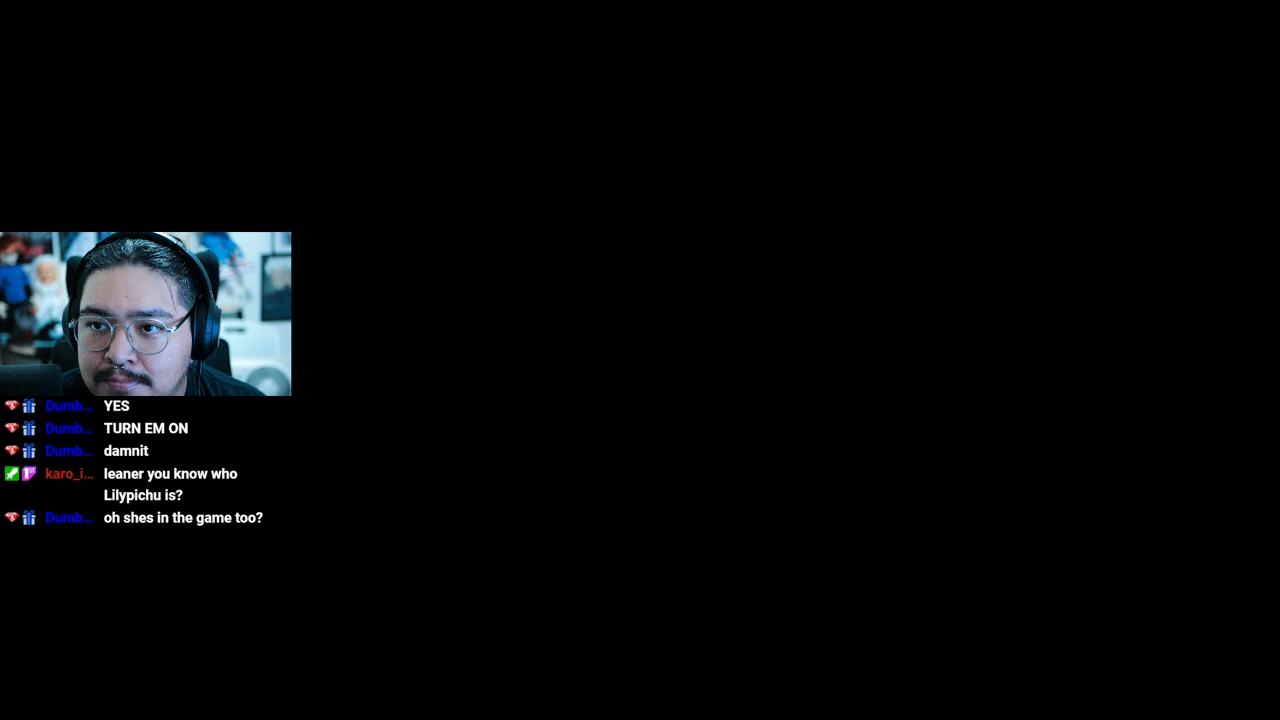 Dumb... YES
Dumb... TURN EM ON
Dumb... damnit
karo_i... leaner you know who
Lilypichu is?
Dumb... oh shes in the game too?